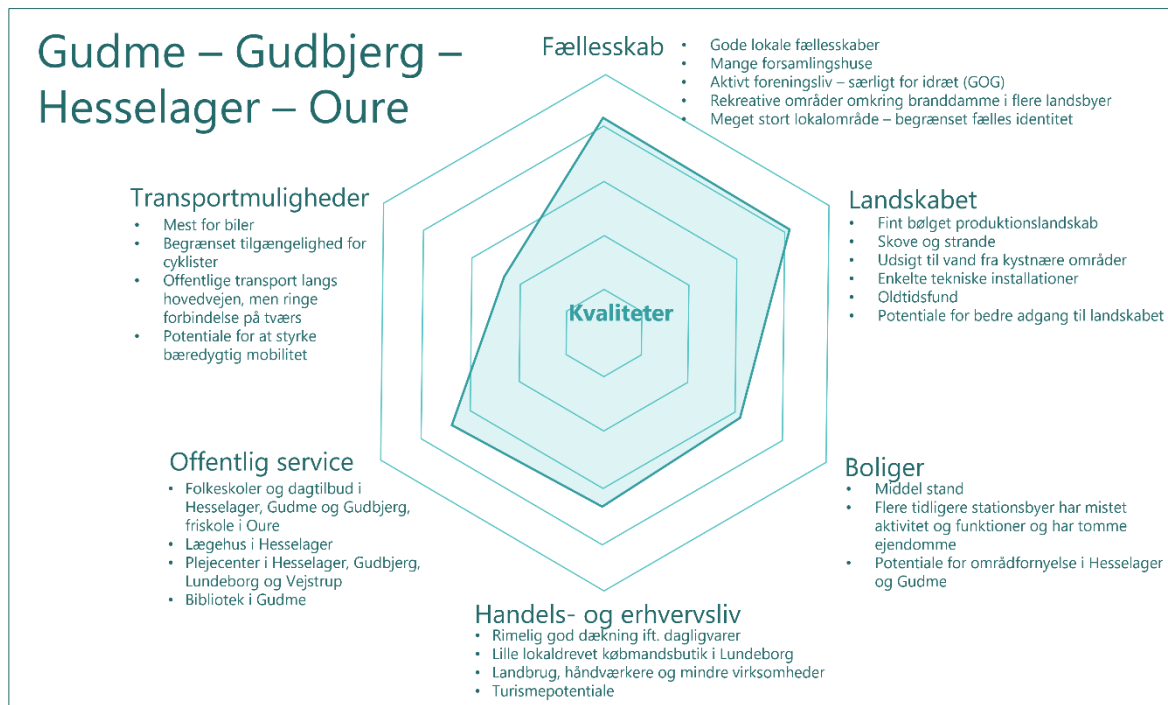 Gudme – Gudbjerg –
Hesselager – Oure
Fællesskab
• Gode lokale fællesskaber
• Mange forsamlingshuse
• Aktivt foreningsliv – særligt for idræt (GOG)
• Rekreative områder omkring branddamme i flere landsbyer
• Meget stort lokalområde – begrænset fælles identitet
Transportmuligheder
• Mest for biler
• Begrænset tilgængelighed for
cyklister
• Offentlige transport langs
hovedvejen, men ringe
forbindelse på tværs
• Potentiale for at styrke
bæredygtig mobilitet
Landskabet
• Fint bølget produktionslandskab
• Skove og strande
• Udsigt til vand fra kystnære områder
• Enkelte tekniske installationer
• Oldtidsfund
• Potentiale for bedre adgang til landskabet
Kvaliteter
Offentlig service
• Folkeskoler og dagtilbud i
Hesselager, Gudme og Gudbjerg,
friskole i Oure
• Lægehus i Hesselager
• Plejecenter i Hesselager, Gudbjerg,
Lundeborg og Vejstrup
• Bibliotek i Gudme
Boliger
• Middel stand
• Flere tidligere stationsbyer har mistet
aktivitet og funktioner og har tomme
ejendomme
• Potentiale for områdfornyelse i Hesselager
og Gudme
Handels- og erhvervsliv
• Rimelig god dækning ift. dagligvarer
• Lille lokaldrevet købmandsbutik i Lundeborg
• Landbrug, håndværkere og mindre virksomheder
• Turismepotentiale